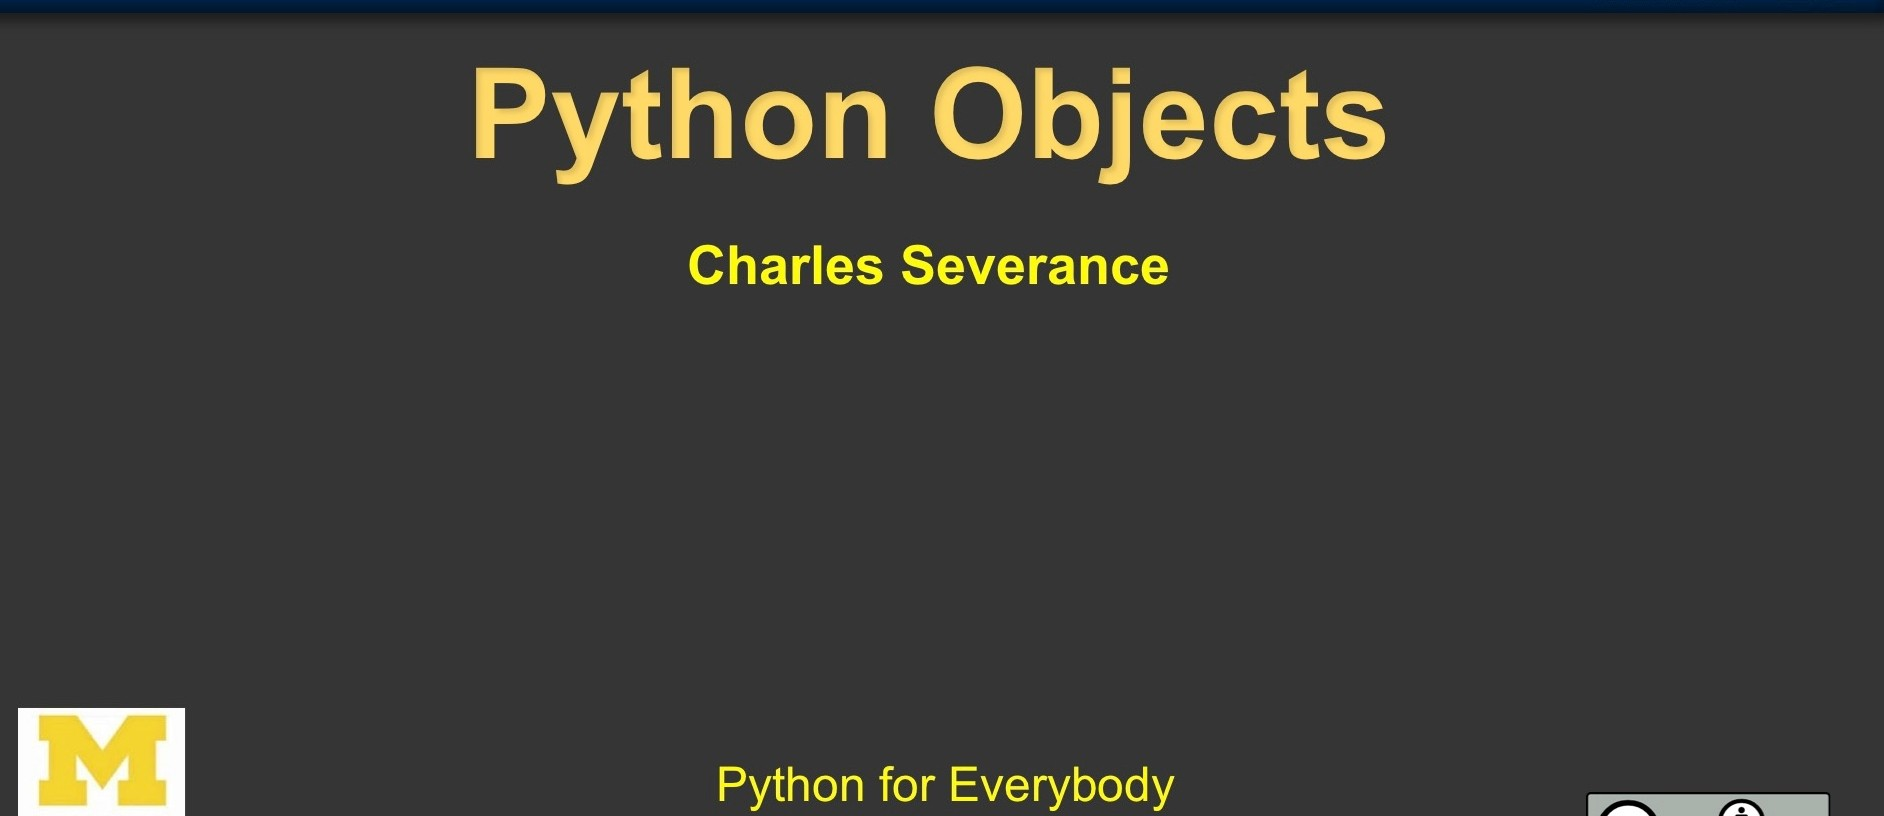 Python Objects
Charles Severance
M
Python for Everybody